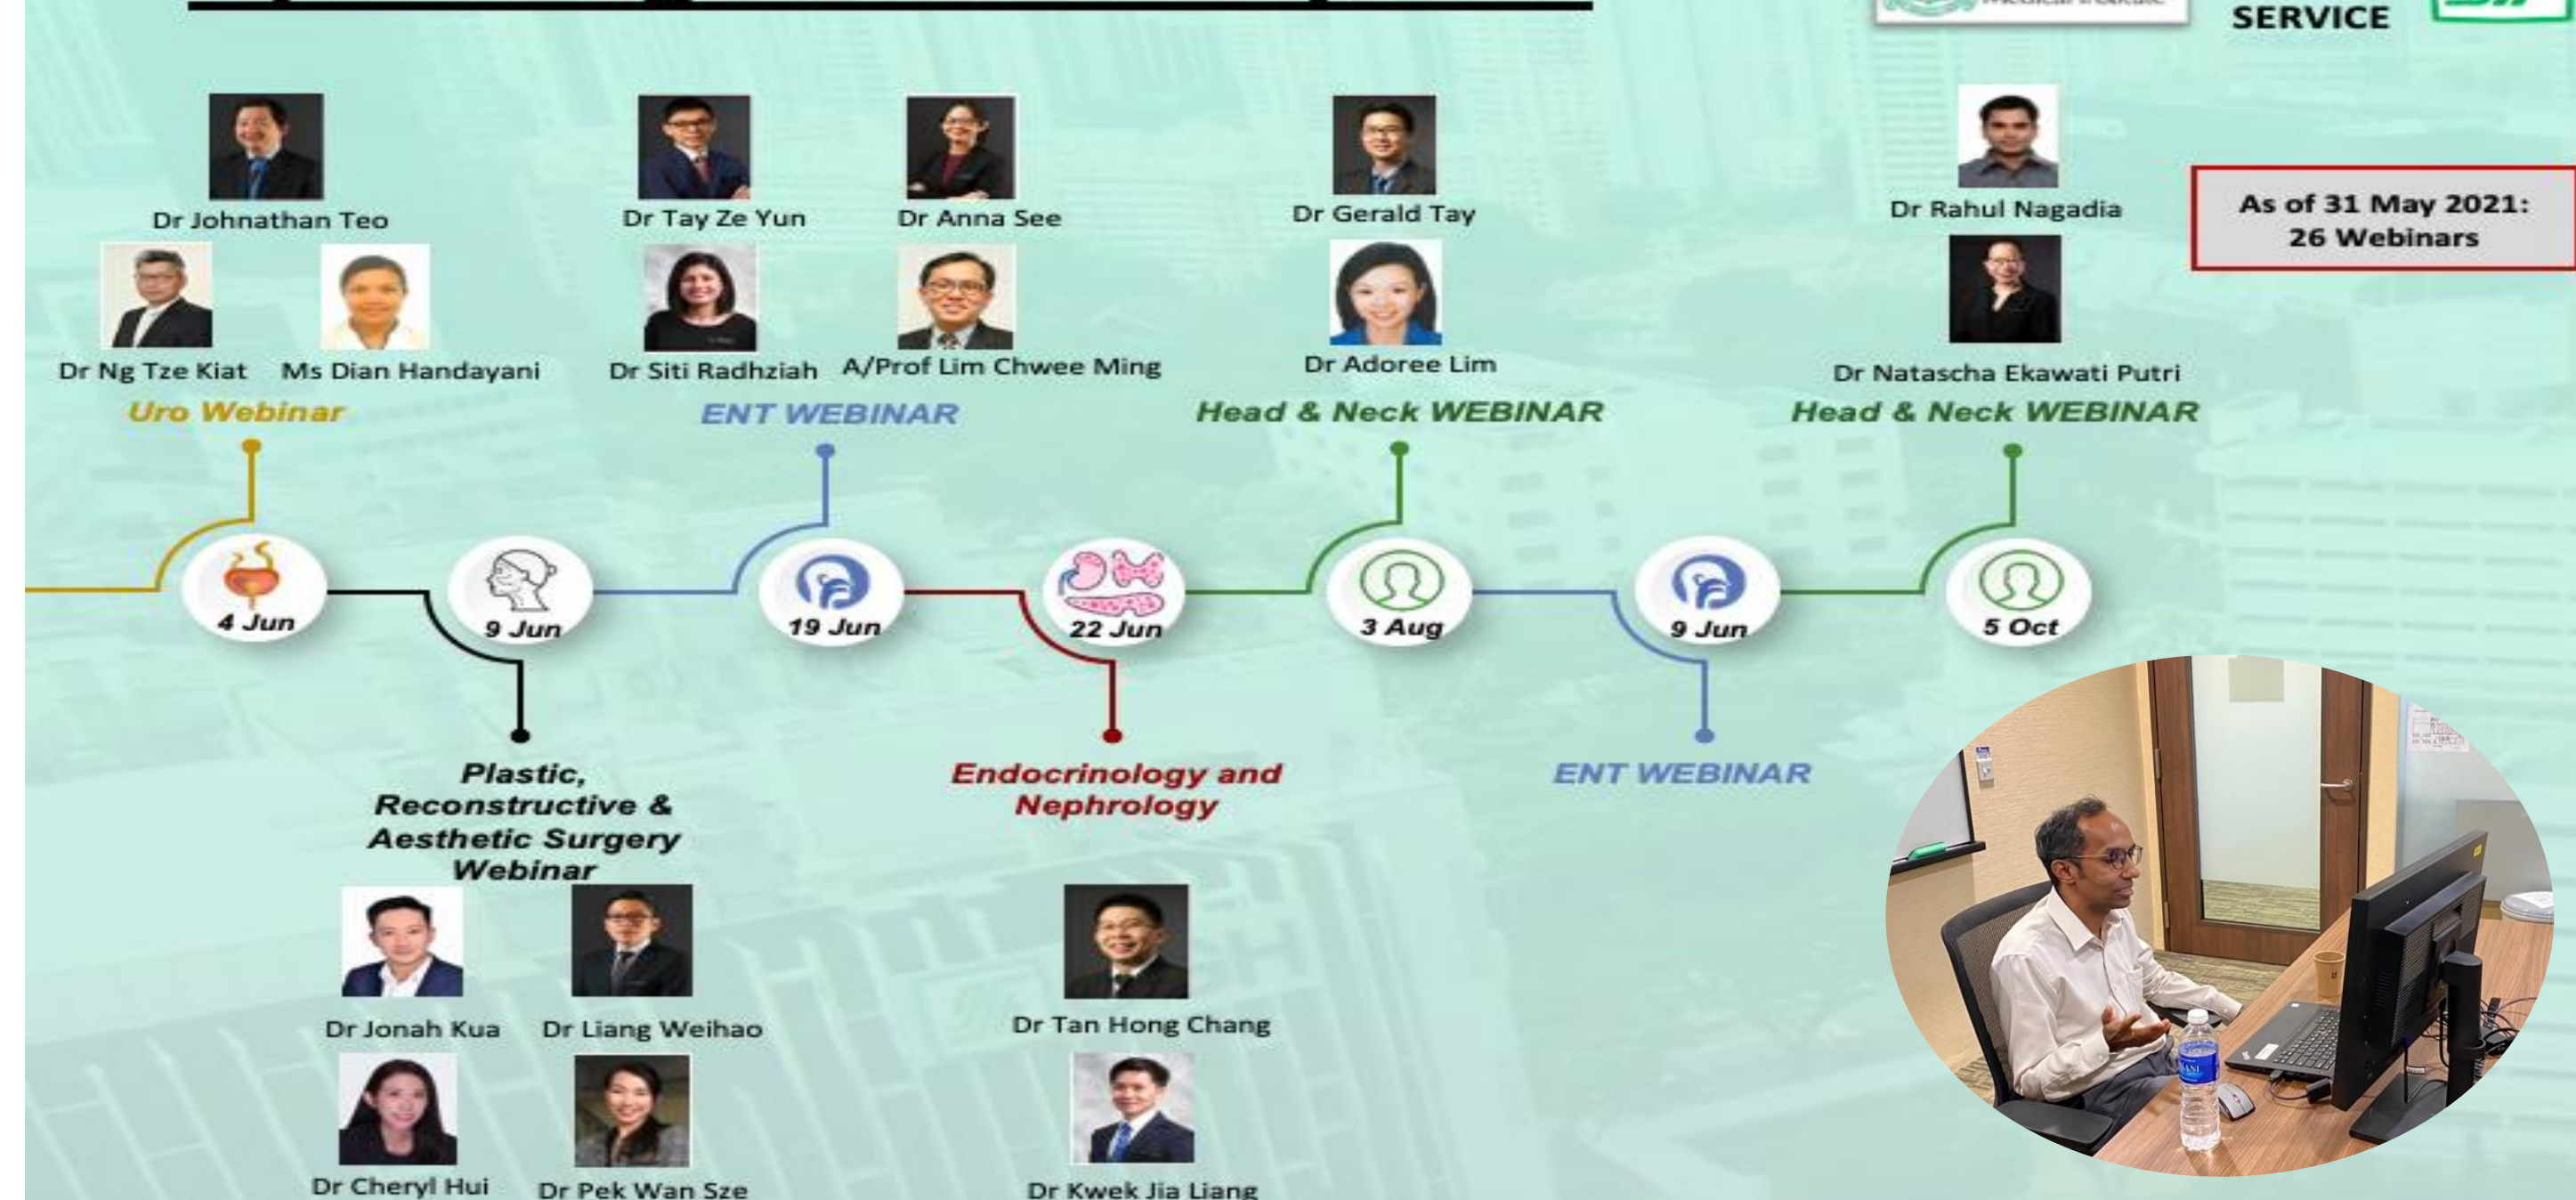 SERVICE
As of 31 May 2021:
26 Webinars
Dr Johnathan Teo
Dr Ng Tze Kiat
Ms Dian Handayani
Uro Webinar
Dr Tay Ze Yun
Dr Anna See
Dr Siti Radhziah
A/Prof Lim Chwee Ming
ENT WEBINAR
Dr Gerald Tay
Dr Adoree Lim
Head & Neck WEBINAR
Dr Rahul Nagadia
Dr Natascha Ekawati Putri
Head & Neck WEBINAR
4 Jun
9 Jun
19 Jun
22 Jun
3 Aug
9 Jun
5 Oct
Plastic,
Reconstructive &
Aesthetic Surgery
Webinar
Dr Jonah Kua
Dr Liang Weihao
Dr Cheryl Hui
Dr Pek Wan Sze
Endocrinology and
Nephrology
Dr Tan Hong Chang
Dr Kwek Jia Liang
ENT WEBINAR